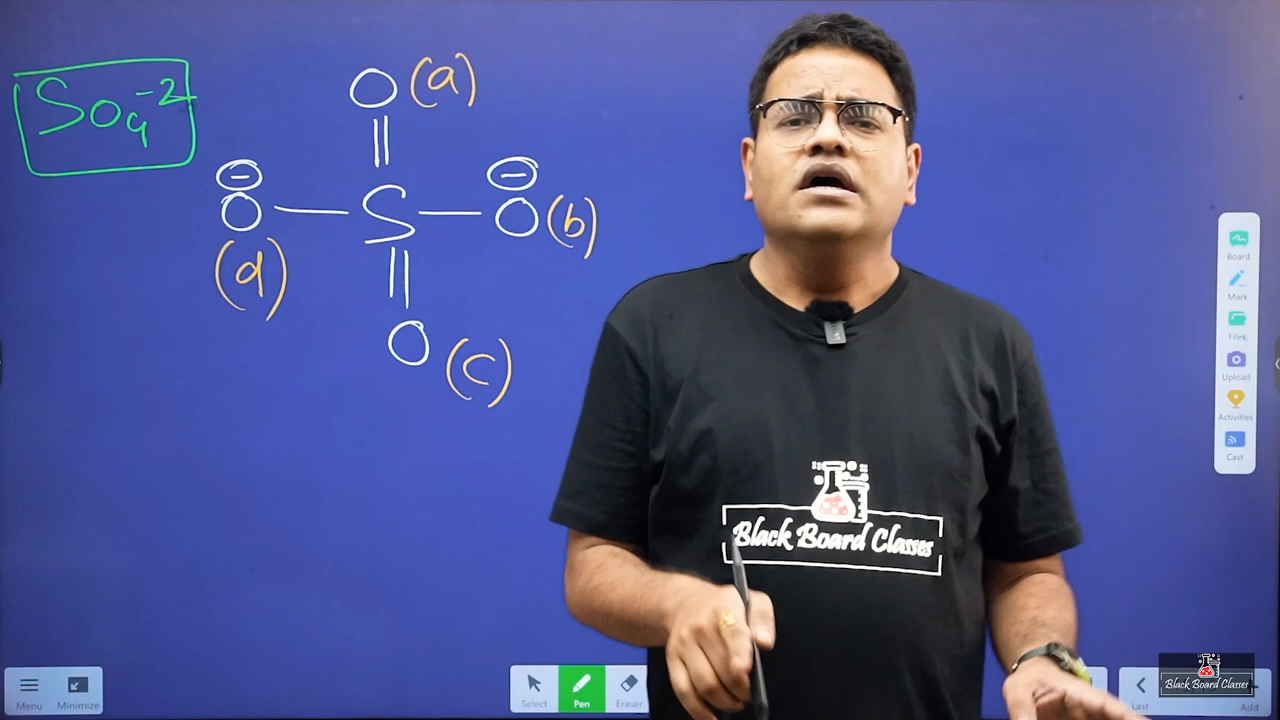 So₄⁻²
O (a)
||
⊖ ⊖
O — S — O (b)
(d)
||
O (c)
Board
Mark
Files
Upload
Activities
Cast
Black Board Classes
Menu
Minimize
Select
Pen
Eraser
Last
Add
Black Board Classes